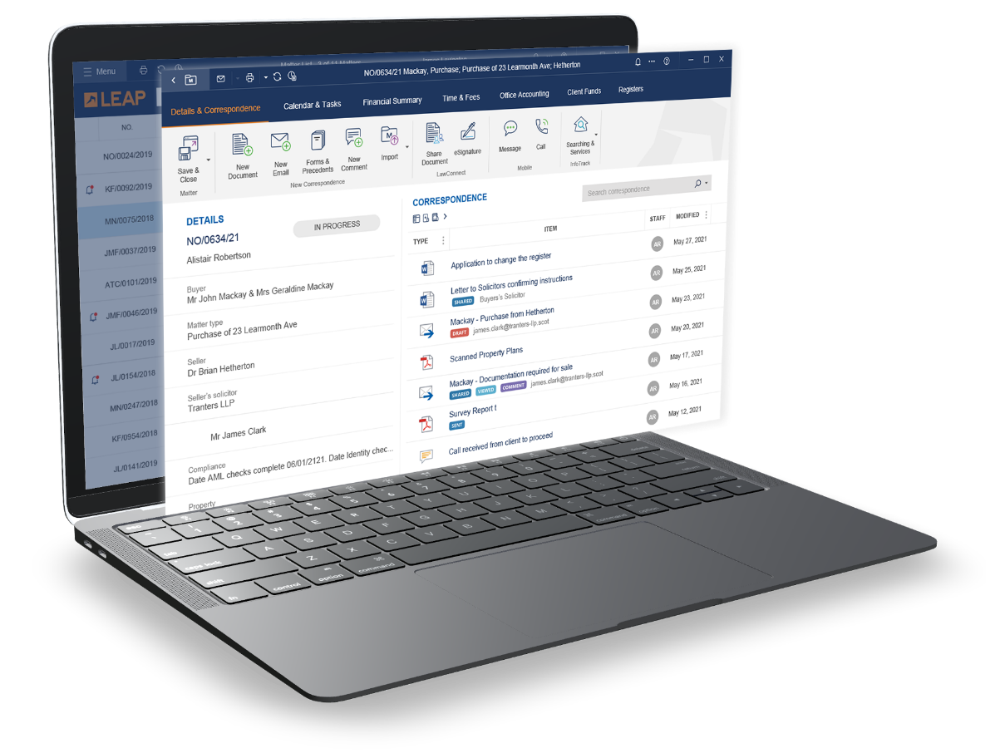 Menu
Matter List - 3 of 11 Matters
LEAP
NO.
NO/0024/2019
KF/0092/2019
MN/0075/2018
JMF/0037/2019
ATC/0101/2019
JMF/0046/2019
JL/0017/2019
JL/0154/2018
MN/0247/2018
KF/0954/2018
JL/0141/2019
M
NO/0634/21 Mackay, Purchase; Purchase of 23 Learmonth Ave; Hetherton
Details & Correspondence
Calendar & Tasks
Financial Summary
Time & Fees
Office Accounting
Client Funds
Registers
Save &
Close
Matter
New
Document
New
Email
Forms &
Precedents
New
Comment
M
Import
New Correspondence
Share
Document
eSignature
LawConnect
Message
Call
Mobile
Searching &
Services
InfoTrack
DETAILS
NO/0634/21
IN PROGRESS
Alistair Robertson
Buyer
Mr John Mackay & Mrs Geraldine Mackay
Matter type
Purchase of 23 Learmonth Ave
Seller
Dr Brian Hetherton
Seller's solicitor
Tranters LLP
Mr James Clark
Compliance
Date AML checks complete 06/01/2121. Date Identity chec...
Property
CORRESPONDENCE
Search correspondence
TYPE
ITEM
STAFF
MODIFIED
Application to change the register
AR
May 27, 2021
Letter to Solicitors confirming instructions
SHARED Buyers's Solicitor
AR
May 25, 2021
Mackay - Purchase from Hetherton
DRAFT james.clark@tranters-llp.scot
AR
May 23, 2021
Scanned Property Plans
AR
May 20, 2021
Mackay - Documentation required for sale
SHARED VIEWED COMMENT james.clark@tranters-llp.scot
AR
May 17, 2021
Survey Report t
SENT
AR
May 16, 2021
Call received from client to proceed
AR
May 12, 2021
esc
tab
Q W E R T Y U I O P
caps lock
A S D F G H J K L
shift
Z X C V B N M
fn
control
option
command
command
option